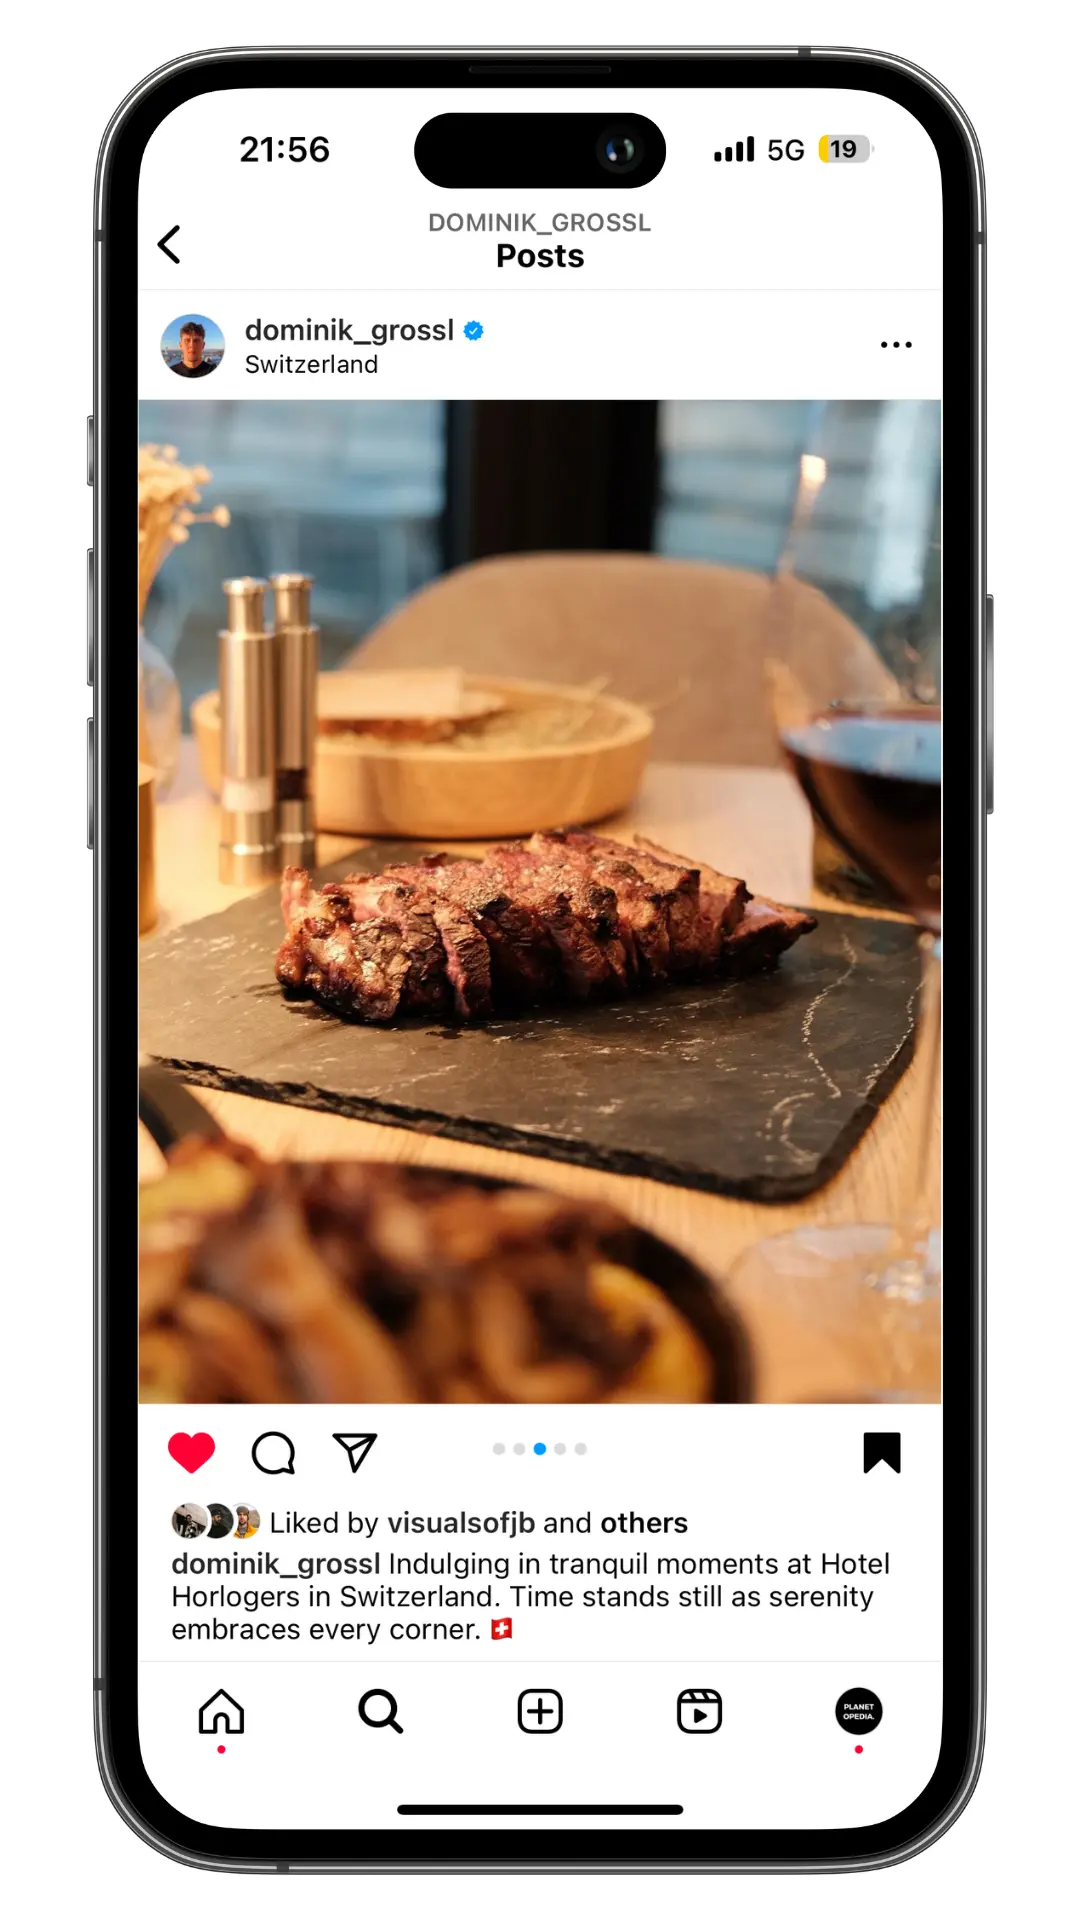 21:56
5G 19
DOMINIK_GROSSL
Posts
dominik_grossl
Switzerland
Liked by visualsofjb and others
dominik_grossl Indulging in tranquil moments at Hotel
Horlogers in Switzerland. Time stands still as serenity
embraces every corner. 🇨🇭
PLANET
OPEDIA.